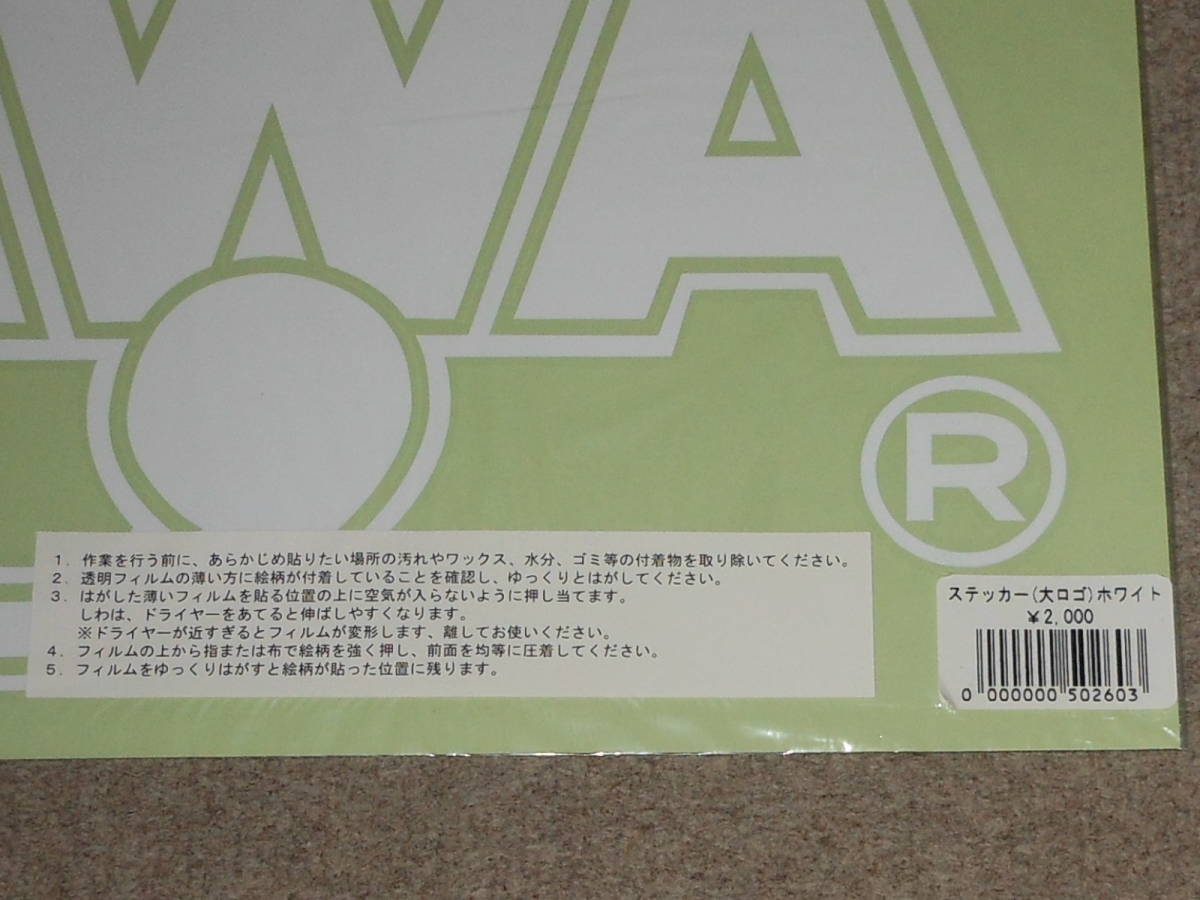 WA
®
1. 作業を行う前に、あらかじめ貼りたい場所の汚れやワックス、水分、ゴミ等の付着物を取り除いてください。
2. 透明フィルムの薄い方に絵柄が付着していることを確認し、ゆっくりとはがしてください。
3. はがした薄いフィルムを貼る位置の上に空気が入らないように押し当てます。
しわは、ドライヤーをあてると伸ばしやすくなります。
※ドライヤーが近すぎるとフィルムが変形します、離してお使いください。
4. フィルムの上から指または布で絵柄を強く押し、前面を均等に圧着してください。
5. フィルムをゆっくりはがすと絵柄が貼った位置に残ります。
ステッカー(大ロゴ)ホワイト
¥2,000
0 000000 502603